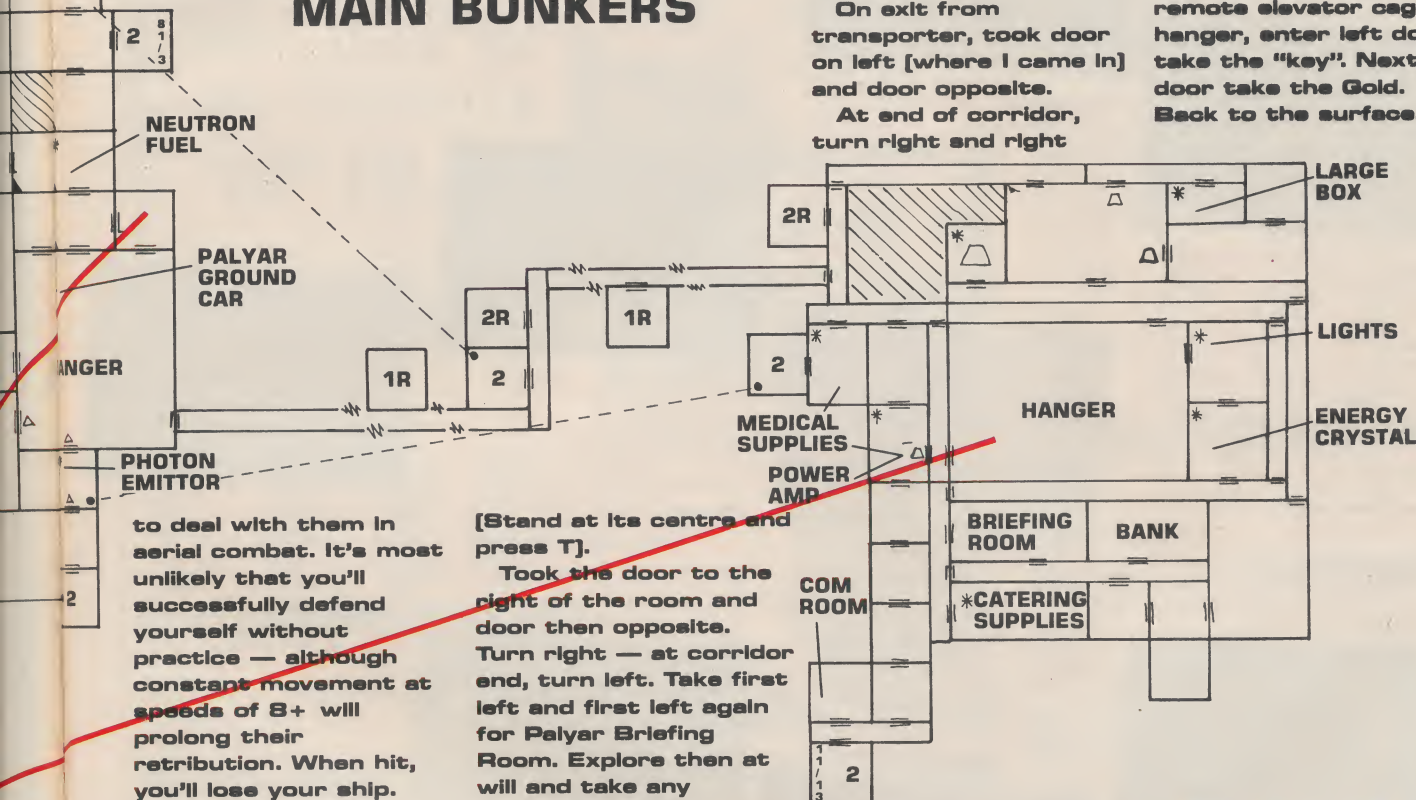 MAIN BUNKERS
On exit from
transporter, took door
on left [where I came in]
and door opposite.
At end of corridor,
turn right and right
remote elevator
hanger, enter left
take the "key". Next
door take the Gold.
Back to the surface
2
8
1
/
3
NEUTRON
FUEL
PALYAR
GROUND
CAR
ANGER
PHOTON
EMITTOR
2
2R
2
1R
1R
2R
2
MEDICAL
SUPPLIES
POWER
AMP
LARGE
BOX
LIGHTS
ENERGY
CRYSTAL
HANGER
BRIEFING
ROOM
BANK
*CATERING
SUPPLIES
COM
ROOM
1
1
/
1
3
2
to deal with them in
aerial combat. It's most
unlikely that you'll
successfully defend
yourself without
practice — although
constant movement at
speeds of 8+ will
prolong their
retribution. When hit,
you'll lose your ship.
[Stand at its centre and
press T].
Took the door to the
right of the room and
door then opposite.
Turn right — at corridor
end, turn left. Take first
left and first left again
for Palyar Briefing
Room. Explore then at
will and take any